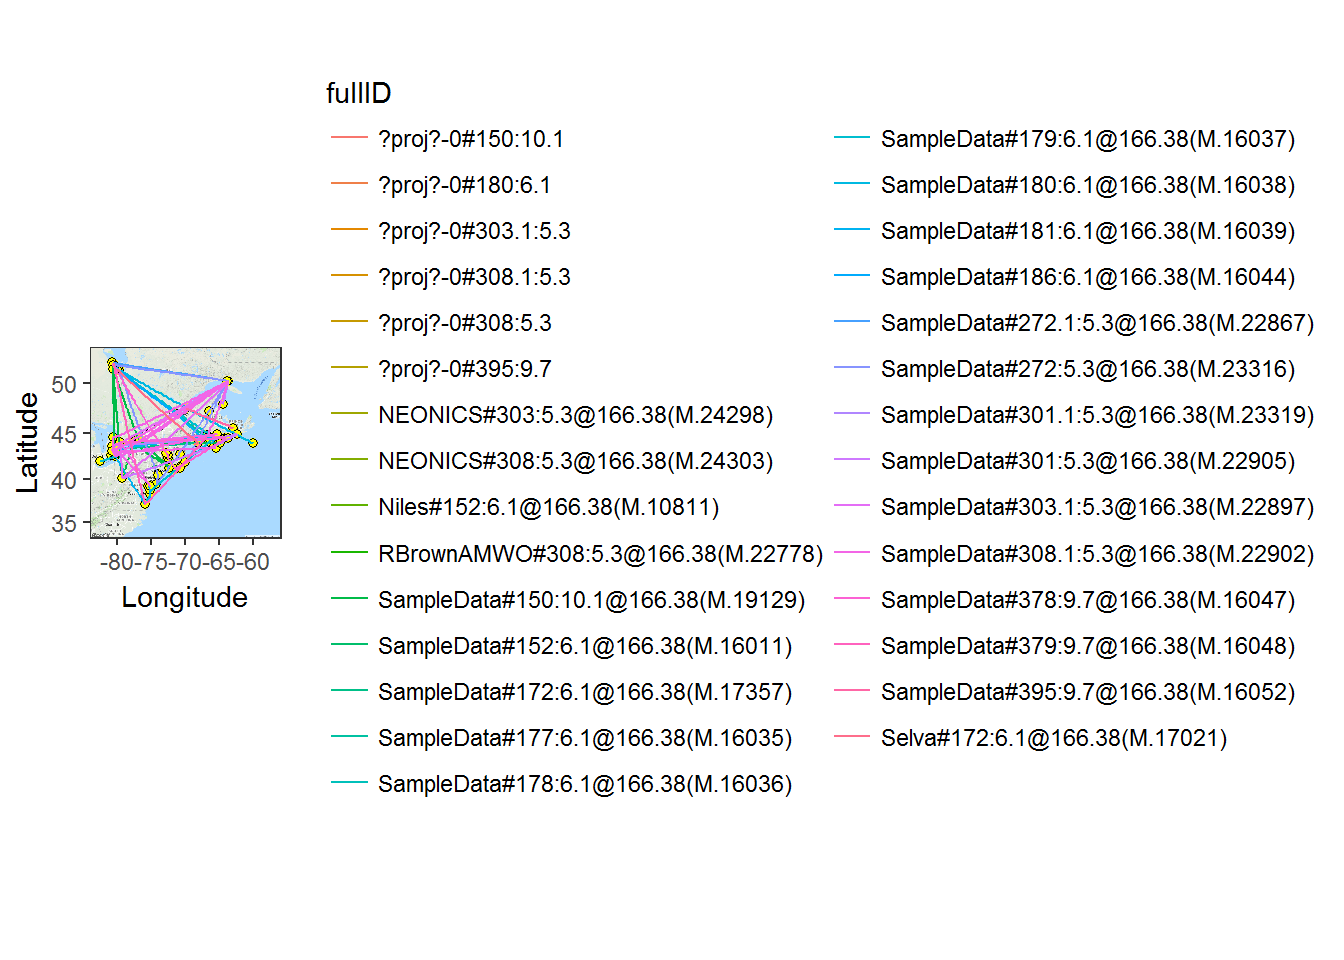 fullID
?proj?-0#150:10.1
?proj?-0#180:6.1
?proj?-0#303.1:5.3
?proj?-0#308.1:5.3
?proj?-0#308:5.3
?proj?-0#395:9.7
NEONICS#303:5.3@166.38(M.24298)
NEONICS#308:5.3@166.38(M.24303)
Niles#152:6.1@166.38(M.10811)
RBrownAMWO#308:5.3@166.38(M.22778)
SampleData#150:10.1@166.38(M.19129)
SampleData#152:6.1@166.38(M.16011)
SampleData#172:6.1@166.38(M.17357)
SampleData#177:6.1@166.38(M.16035)
SampleData#178:6.1@166.38(M.16036)
SampleData#179:6.1@166.38(M.16037)
SampleData#180:6.1@166.38(M.16038)
SampleData#181:6.1@166.38(M.16039)
SampleData#186:6.1@166.38(M.16044)
SampleData#272.1:5.3@166.38(M.22867)
SampleData#272:5.3@166.38(M.23316)
SampleData#301.1:5.3@166.38(M.23319)
SampleData#301:5.3@166.38(M.22905)
SampleData#303.1:5.3@166.38(M.22897)
SampleData#308.1:5.3@166.38(M.22902)
SampleData#378:9.7@166.38(M.16047)
SampleData#379:9.7@166.38(M.16048)
SampleData#395:9.7@166.38(M.16052)
Selva#172:6.1@166.38(M.17021)
Latitude
50
45
40
35
-80-75-70-65-60
Longitude